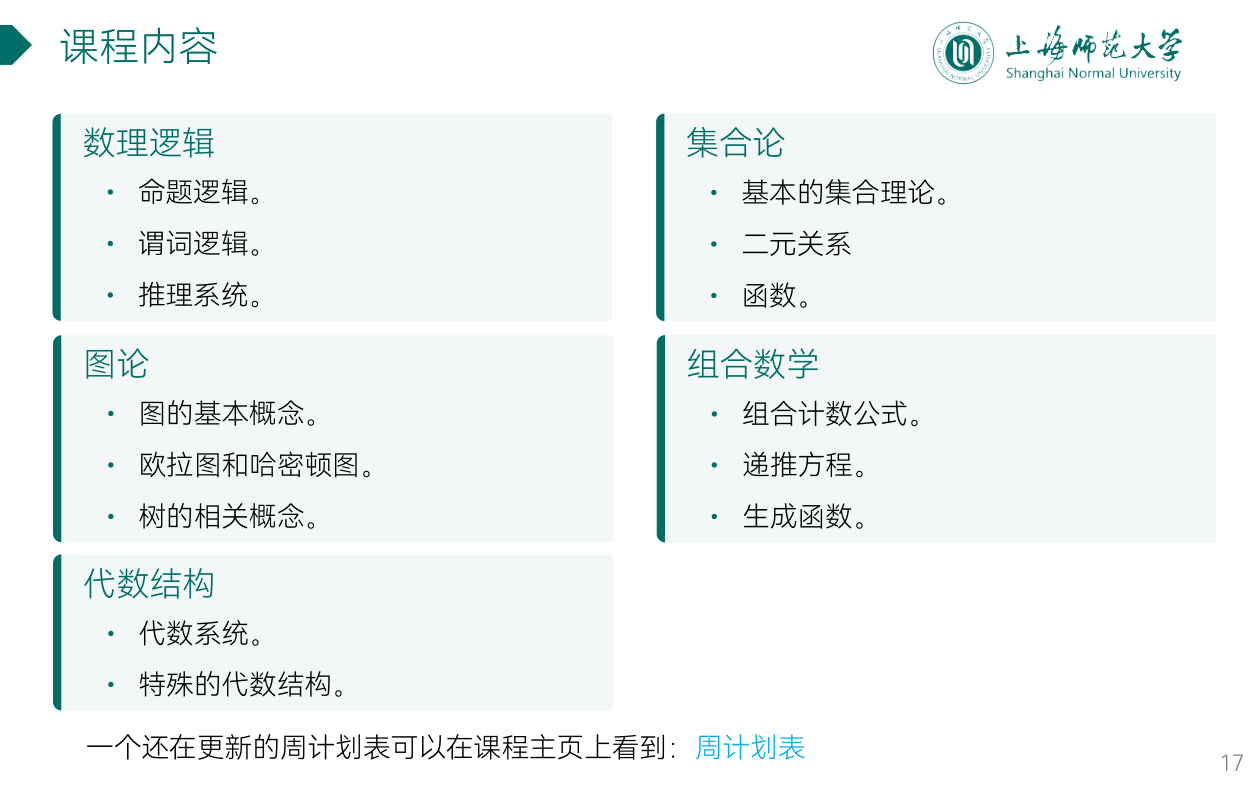 课程内容
上海师范大学
Shanghai Normal University
数理逻辑
• 命题逻辑。
• 谓词逻辑。
• 推理系统。
集合论
• 基本的集合理论。
• 二元关系
• 函数。
图论
• 图的基本概念。
• 欧拉图和哈密顿图。
• 树的相关概念。
组合数学
• 组合计数公式。
• 递推方程。
• 生成函数。
代数结构
• 代数系统。
• 特殊的代数结构。
一个还在更新的周计划表可以在课程主页上看到：周计划表
17